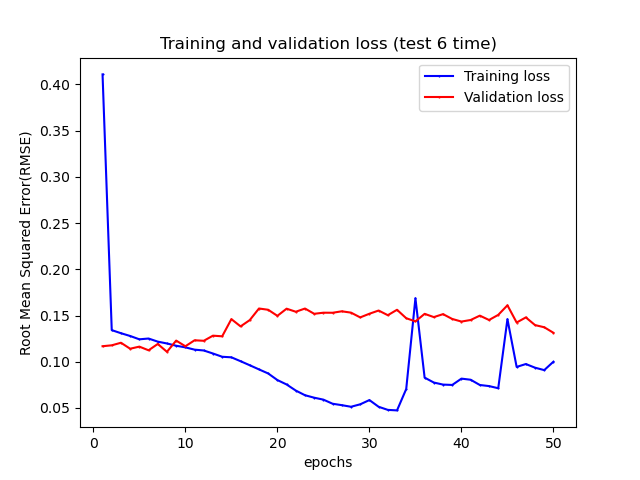 Training and validation loss (test 6 time)
Training loss
Validation loss
Root Mean Squared Error(RMSE)
0.40
0.35
0.30
0.25
0.20
0.15
0.10
0.05
0 10 20 30 40 50
epochs